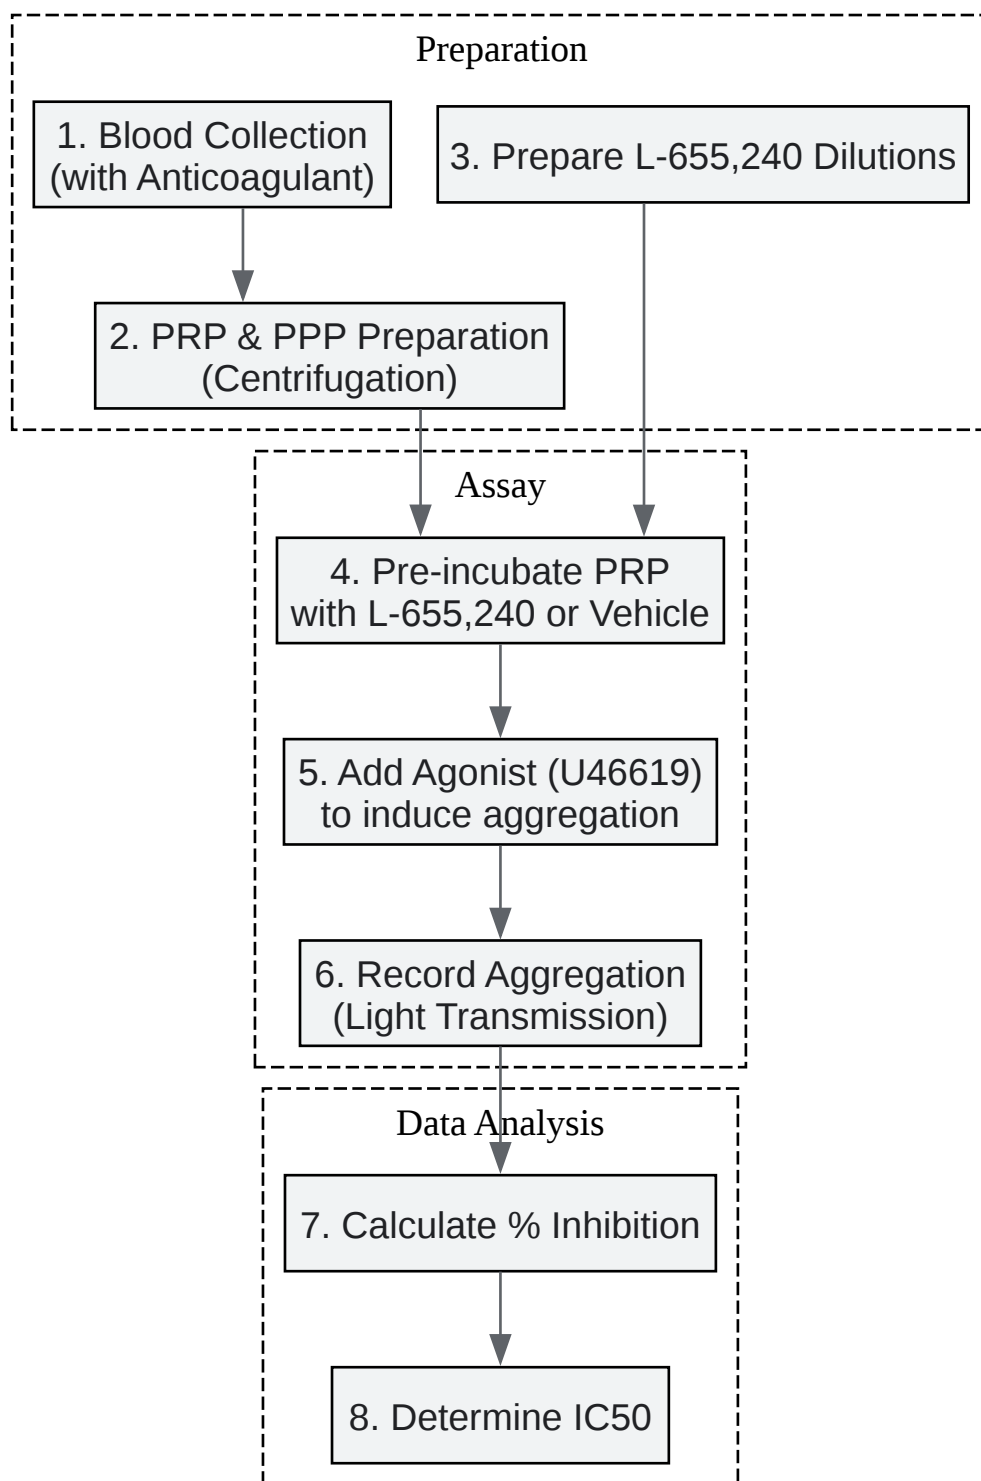 Preparation
1. Blood Collection
(with Anticoagulant)
3. Prepare L-655,240 Dilutions
2. PRP & PPP Preparation
(Centrifugation)
Assay
4. Pre-incubate PRP
with L-655,240 or Vehicle
5. Add Agonist (U46619)
to induce aggregation
6. Record Aggregation
(Light Transmission)
Data Analysis
7. Calculate % Inhibition
8. Determine IC50